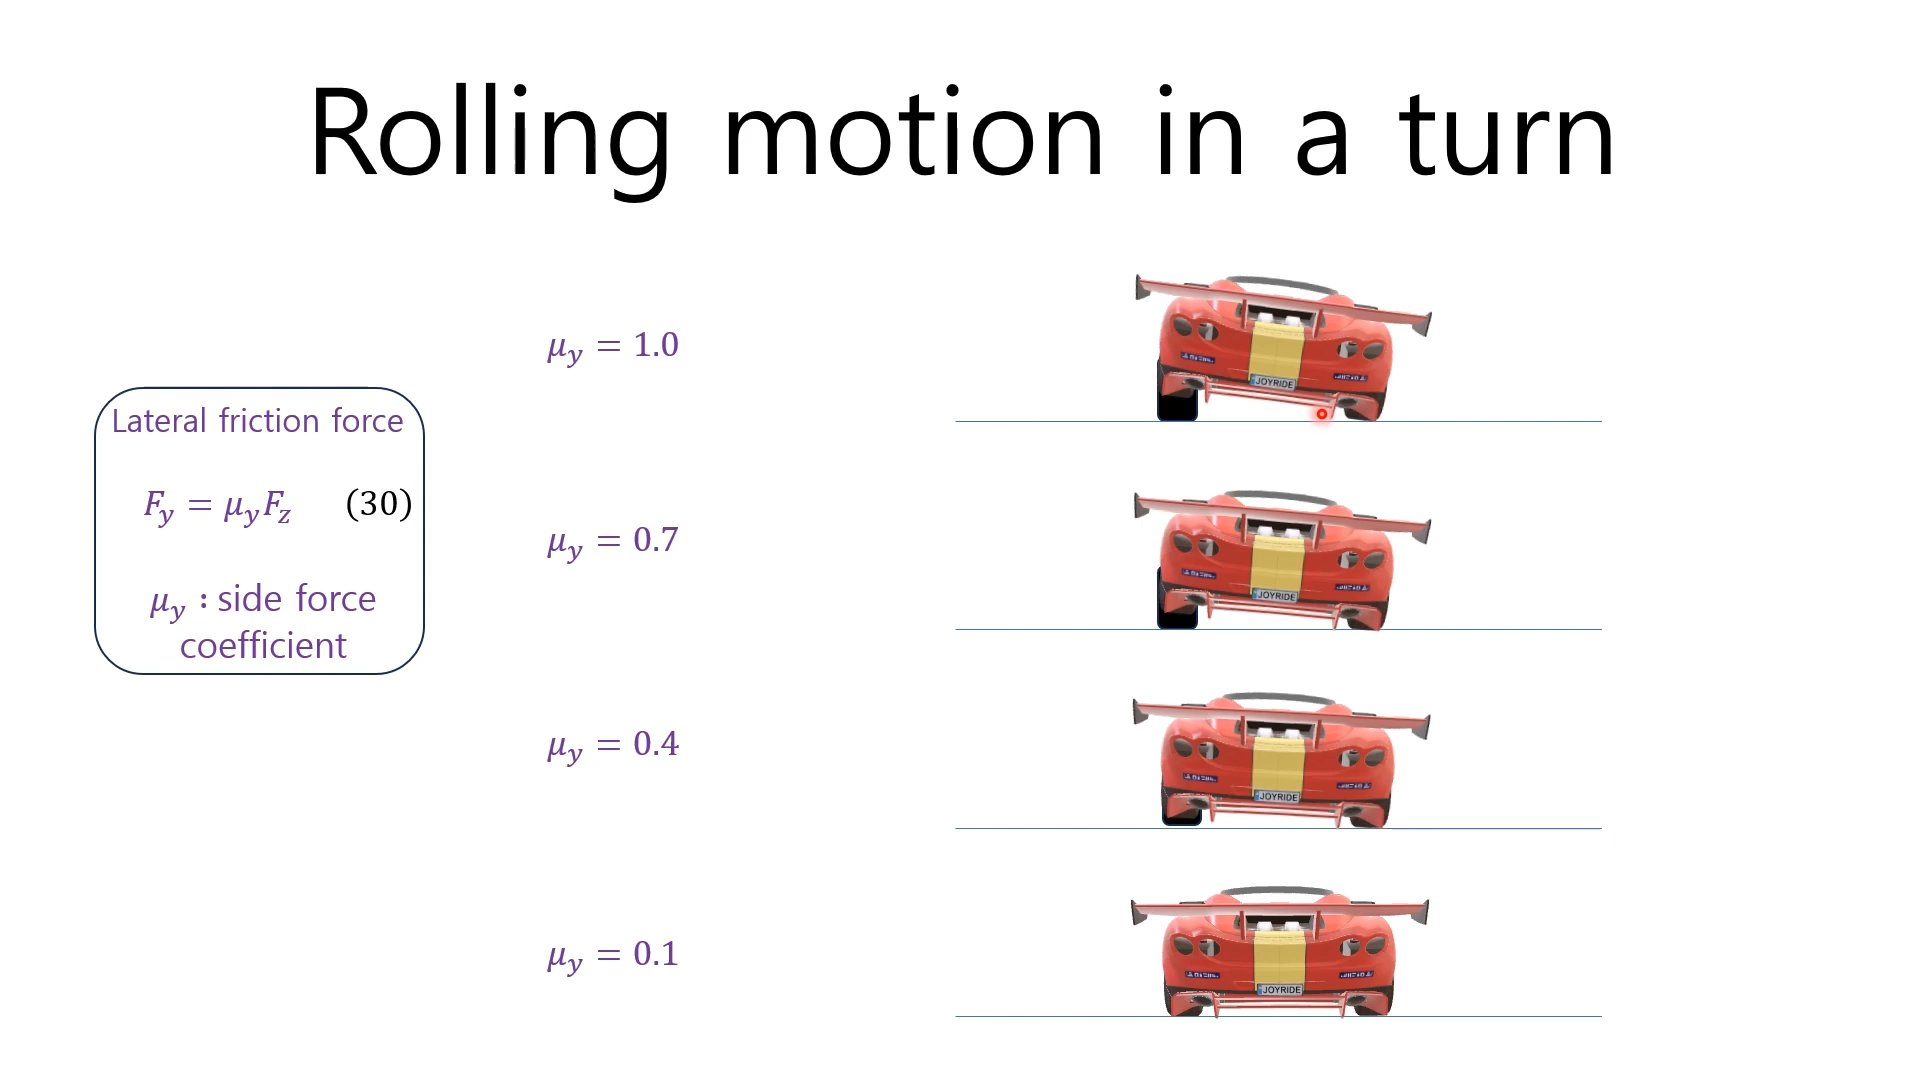 Rolling motion in a turn
Lateral friction force
F_y = μ_y F_z (30)
μ_y : side force
coefficient
μ_y = 1.0
JOYRIDE
μ_y = 0.7
JOYRIDE
μ_y = 0.4
JOYRIDE
μ_y = 0.1
JOYRIDE